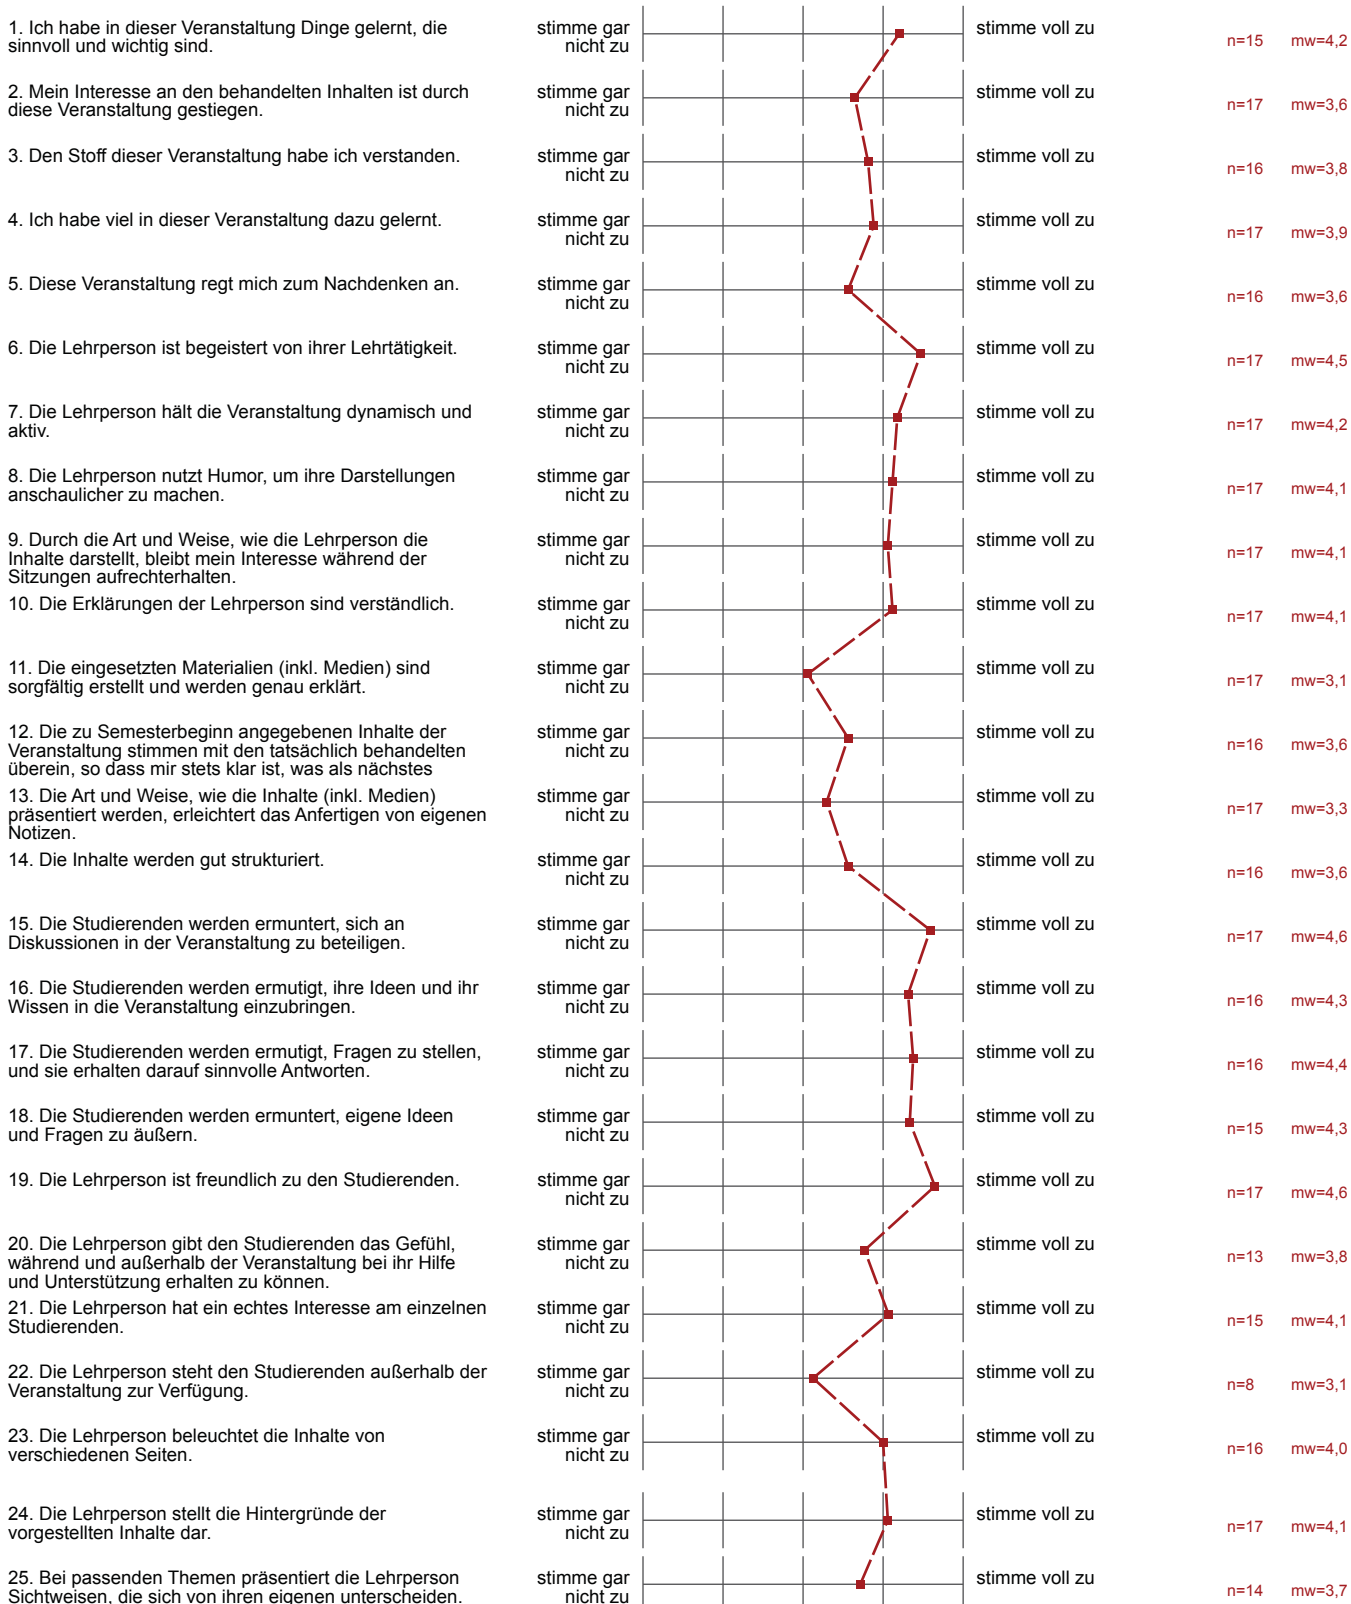 1. Ich habe in dieser Veranstaltung Dinge gelernt, die
sinnvoll und wichtig sind.
stimme gar
nicht zu
stimme voll zu
n=15 mw=4,2
2. Mein Interesse an den behandelten Inhalten ist durch
diese Veranstaltung gestiegen.
stimme gar
nicht zu
stimme voll zu
n=17 mw=3,6
3. Den Stoff dieser Veranstaltung habe ich verstanden.
stimme gar
nicht zu
stimme voll zu
n=16 mw=3,8
4. Ich habe viel in dieser Veranstaltung dazu gelernt.
stimme gar
nicht zu
stimme voll zu
n=17 mw=3,9
5. Diese Veranstaltung regt mich zum Nachdenken an.
stimme gar
nicht zu
stimme voll zu
n=16 mw=3,6
6. Die Lehrperson ist begeistert von ihrer Lehrtätigkeit.
stimme gar
nicht zu
stimme voll zu
n=17 mw=4,5
7. Die Lehrperson hält die Veranstaltung dynamisch und
aktiv.
stimme gar
nicht zu
stimme voll zu
n=17 mw=4,2
8. Die Lehrperson nutzt Humor, um ihre Darstellungen
anschaulicher zu machen.
stimme gar
nicht zu
stimme voll zu
n=17 mw=4,1
9. Durch die Art und Weise, wie die Lehrperson die
Inhalte darstellt, bleibt mein Interesse während der
Sitzungen aufrechterhalten.
stimme gar
nicht zu
stimme voll zu
n=17 mw=4,1
10. Die Erklärungen der Lehrperson sind verständlich.
stimme gar
nicht zu
stimme voll zu
n=17 mw=4,1
11. Die eingesetzten Materialien (inkl. Medien) sind
sorgfältig erstellt und werden genau erklärt.
stimme gar
nicht zu
stimme voll zu
n=17 mw=3,1
12. Die zu Semesterbeginn angegebenen Inhalte der
Veranstaltung stimmen mit den tatsächlich behandelten
überein, so dass mir stets klar ist, was als nächstes
stimme gar
nicht zu
stimme voll zu
n=16 mw=3,6
13. Die Art und Weise, wie die Inhalte (inkl. Medien)
präsentiert werden, erleichtert das Anfertigen von eigenen
Notizen.
stimme gar
nicht zu
stimme voll zu
n=17 mw=3,3
14. Die Inhalte werden gut strukturiert.
stimme gar
nicht zu
stimme voll zu
n=16 mw=3,6
15. Die Studierenden werden ermuntert, sich an
Diskussionen in der Veranstaltung zu beteiligen.
stimme gar
nicht zu
stimme voll zu
n=17 mw=4,6
16. Die Studierenden werden ermutigt, ihre Ideen und ihr
Wissen in die Veranstaltung einzubringen.
stimme gar
nicht zu
stimme voll zu
n=16 mw=4,3
17. Die Studierenden werden ermutigt, Fragen zu stellen,
und sie erhalten darauf sinnvolle Antworten.
stimme gar
nicht zu
stimme voll zu
n=16 mw=4,4
18. Die Studierenden werden ermuntert, eigene Ideen
und Fragen zu äußern.
stimme gar
nicht zu
stimme voll zu
n=15 mw=4,3
19. Die Lehrperson ist freundlich zu den Studierenden.
stimme gar
nicht zu
stimme voll zu
n=17 mw=4,6
20. Die Lehrperson gibt den Studierenden das Gefühl,
während und außerhalb der Veranstaltung bei ihr Hilfe
und Unterstützung erhalten zu können.
stimme gar
nicht zu
stimme voll zu
n=13 mw=3,8
21. Die Lehrperson hat ein echtes Interesse am einzelnen
Studierenden.
stimme gar
nicht zu
stimme voll zu
n=15 mw=4,1
22. Die Lehrperson steht den Studierenden außerhalb der
Veranstaltung zur Verfügung.
stimme gar
nicht zu
stimme voll zu
n=8 mw=3,1
23. Die Lehrperson beleuchtet die Inhalte von
verschiedenen Seiten.
stimme gar
nicht zu
stimme voll zu
n=16 mw=4,0
24. Die Lehrperson stellt die Hintergründe der
vorgestellten Inhalte dar.
stimme gar
nicht zu
stimme voll zu
n=17 mw=4,1
25. Bei passenden Themen präsentiert die Lehrperson
Sichtweisen, die sich von ihren eigenen unterscheiden.
stimme gar
nicht zu
stimme voll zu
n=14 mw=3,7